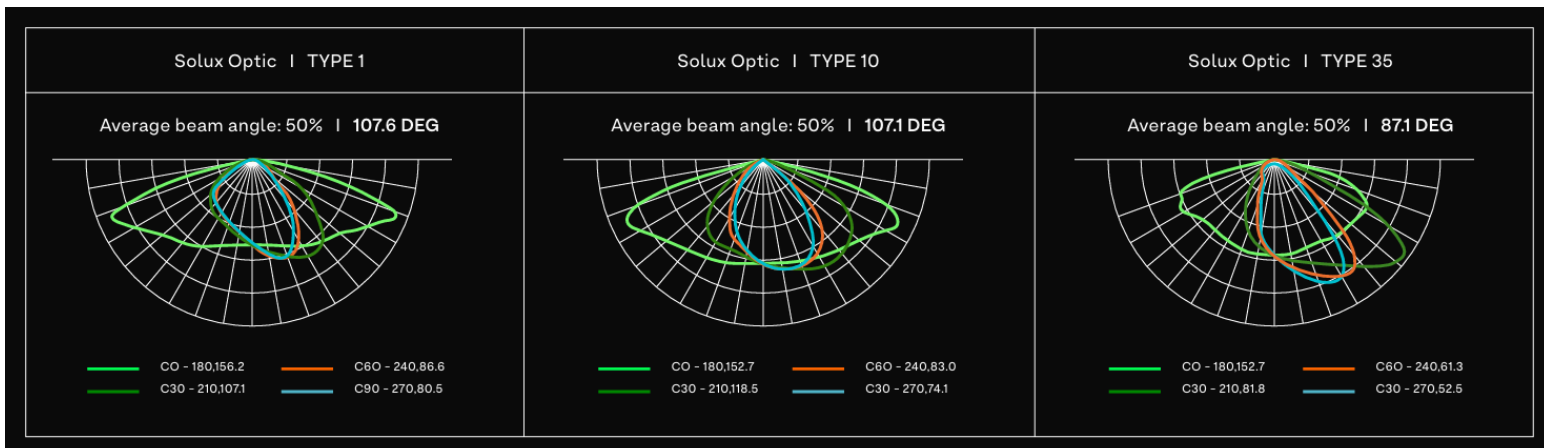 Solux Optic I TYPE 1
Solux Optic I TYPE 10
Solux Optic I TYPE 35
Average beam angle: 50% I 107.6 DEG
Average beam angle: 50% I 107.1 DEG
Average beam angle: 50% I 87.1 DEG
CO - 180,156.2
C6O - 240,86.6
C30 - 210,107.1
C90 - 270,80.5
CO - 180,152.7
C6O - 240,83.0
C30 - 210,118.5
C30 - 270,74.1
CO - 180,152.7
C6O - 240,61.3
C30 - 210,81.8
C30 - 270,52.5